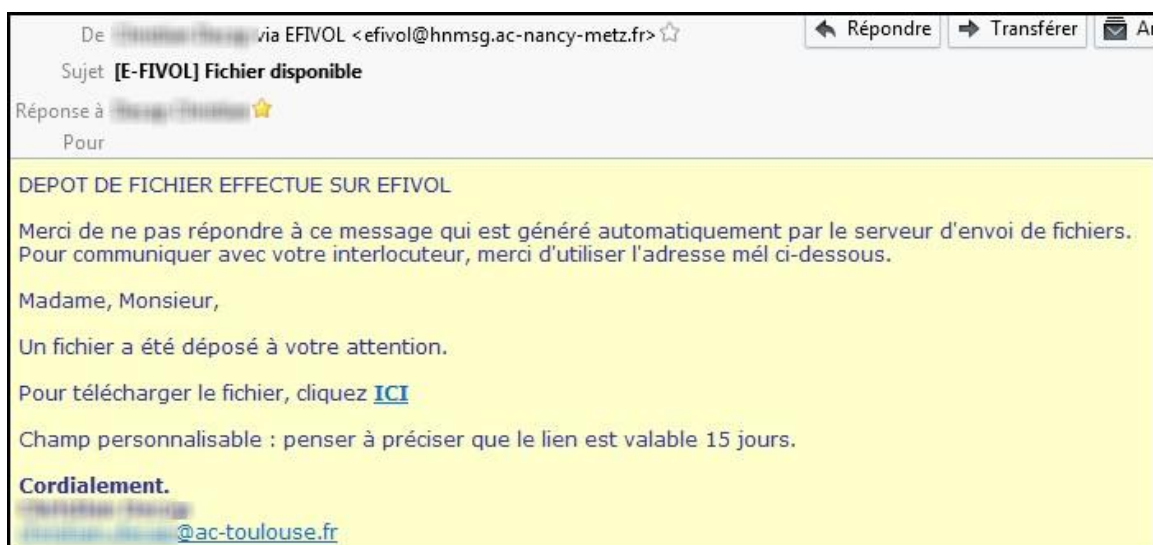 De via EFIVOL <efivol@hnmsg.ac-nancy-metz.fr>
Répondre
Transférer
Sujet [E-FIVOL] Fichier disponible
Réponse à
Pour
DEPOT DE FICHIER EFFECTUE SUR EFIVOL
Merci de ne pas répondre à ce message qui est généré automatiquement par le serveur d'envoi de fichiers.
Pour communiquer avec votre interlocuteur, merci d'utiliser l'adresse mél ci-dessous.
Madame, Monsieur,
Un fichier a été déposé à votre attention.
Pour télécharger le fichier, cliquez ICI
Champ personnalisable : penser à préciser que le lien est valable 15 jours.
Cordialement.
@ac-toulouse.fr